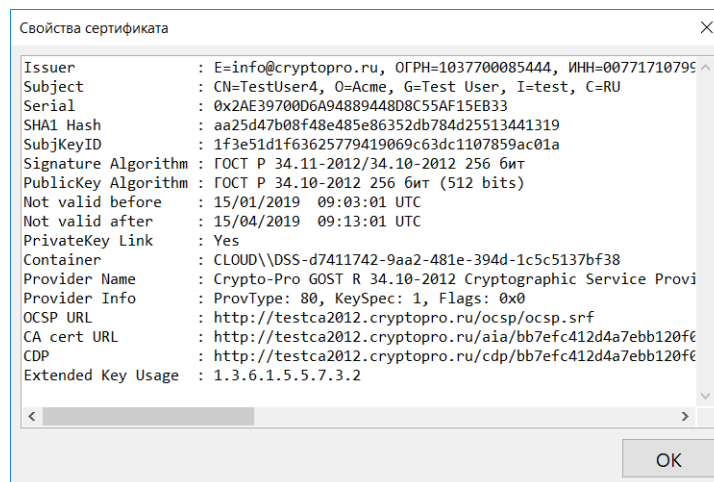 Свойства сертификата
Issuer : E=info@cryptopro.ru, ОГРН=1037700085444, ИНН=00771710799
Subject : CN=TestUser4, O=Acme, G=Test User, I=test, C=RU
Serial : 0x2AE39700D6A94889448D8C55AF15EB33
SHA1 Hash : aa25d47b08f48e485e86352db784d25513441319
SubjKeyID : 1f3e51d1f63625779419069c63dc1107859ac01a
Signature Algorithm : ГОСТ Р 34.11-2012/34.10-2012 256 бит
PublicKey Algorithm : ГОСТ Р 34.10-2012 256 бит (512 bits)
Not valid before : 15/01/2019 09:03:01 UTC
Not valid after : 15/04/2019 09:13:01 UTC
PrivateKey Link : Yes
Container : CLOUD\\DSS-d7411742-9aa2-481e-394d-1c5c5137bf38
Provider Name : Crypto-Pro GOST R 34.10-2012 Cryptographic Service Provi
Provider Info : ProvType: 80, KeySpec: 1, Flags: 0x0
OCSP URL : http://testca2012.cryptopro.ru/ocsp/ocsp.srf
CA cert URL : http://testca2012.cryptopro.ru/aia/bb7efc412d4a7ebb120f6
CDP : http://testca2012.cryptopro.ru/cdp/bb7efc412d4a7ebb120f6
Extended Key Usage : 1.3.6.1.5.5.7.3.2
OK